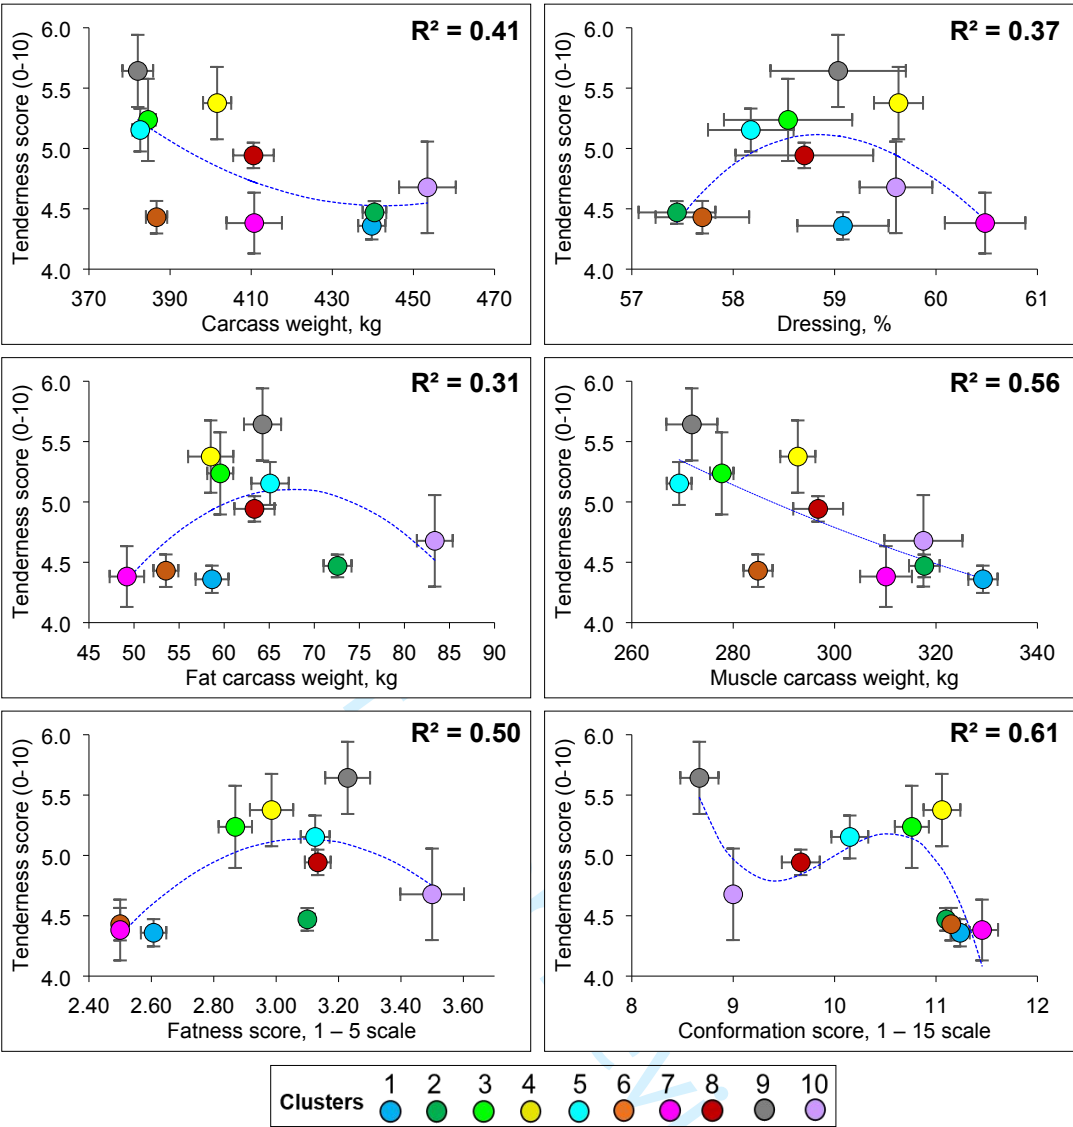 R² = 0.41
Tenderness score (0-10)
6.0
5.5
5.0
4.5
4.0
370 390 410 430 450 470
Carcass weight, kg
R² = 0.37
Tenderness score (0-10)
6.0
5.5
5.0
4.5
4.0
57 58 59 60 61
Dressing, %
R² = 0.31
Tenderness score (0-10)
6.0
5.5
5.0
4.5
4.0
45 50 55 60 65 70 75 80 85 90
Fat carcass weight, kg
R² = 0.56
Tenderness score (0-10)
6.0
5.5
5.0
4.5
4.0
260 280 300 320 340
Muscle carcass weight, kg
R² = 0.50
Tenderness score (0-10)
6.0
5.5
5.0
4.5
4.0
2.40 2.60 2.80 3.00 3.20 3.40 3.60
Fatness score, 1 – 5 scale
R² = 0.61
Tenderness score (0-10)
6.0
5.5
5.0
4.5
4.0
8 9 10 11 12
Conformation score, 1 – 15 scale
Clusters 1 2 3 4 5 6 7 8 9 10